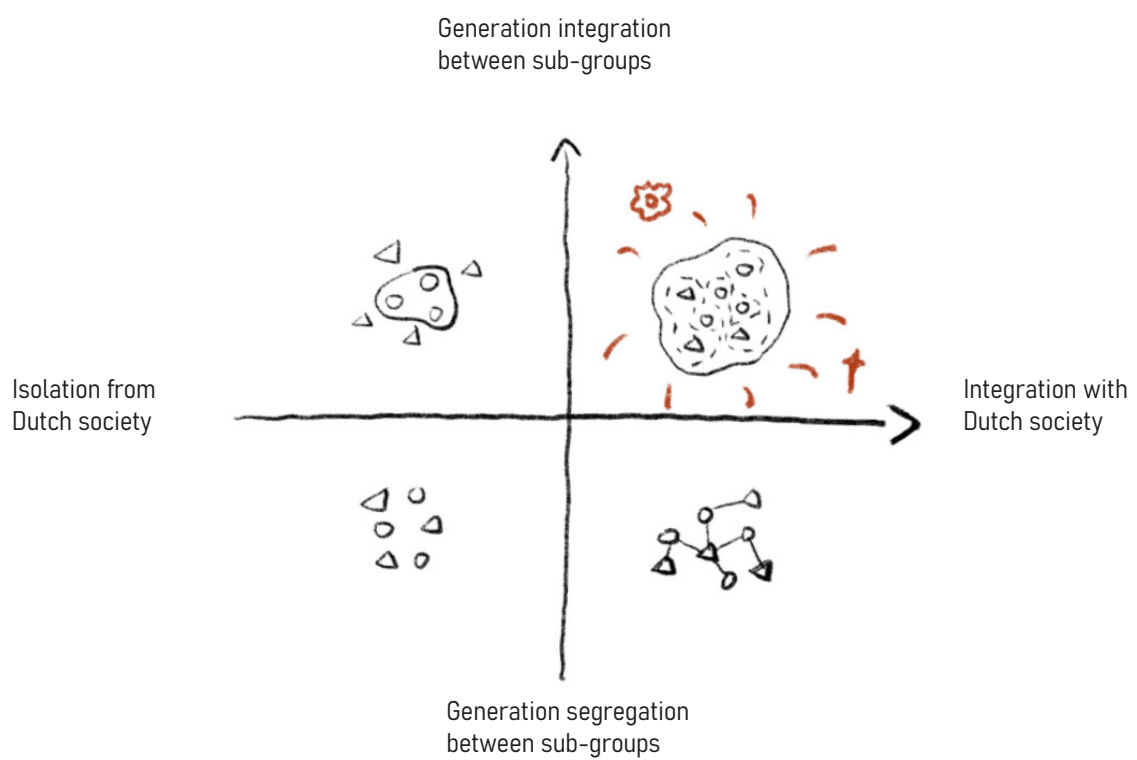 Generation integration
between sub-groups
Isolation from
Dutch society
Integration with
Dutch society
Generation segregation
between sub-groups